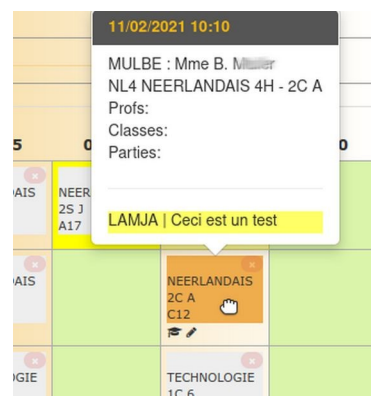 11/02/2021 10:10
MULBE : Mme B.
NL4 NEERLANDAIS 4H - 2C A
Profs:
Classes:
Parties:
LAMJA | Ceci est un test
5
0
0
AIS
NEER
2S J
A17
AIS
NEERLANDAIS
2C A
C12
OGIE
TECHNOLOGIE
1C 6